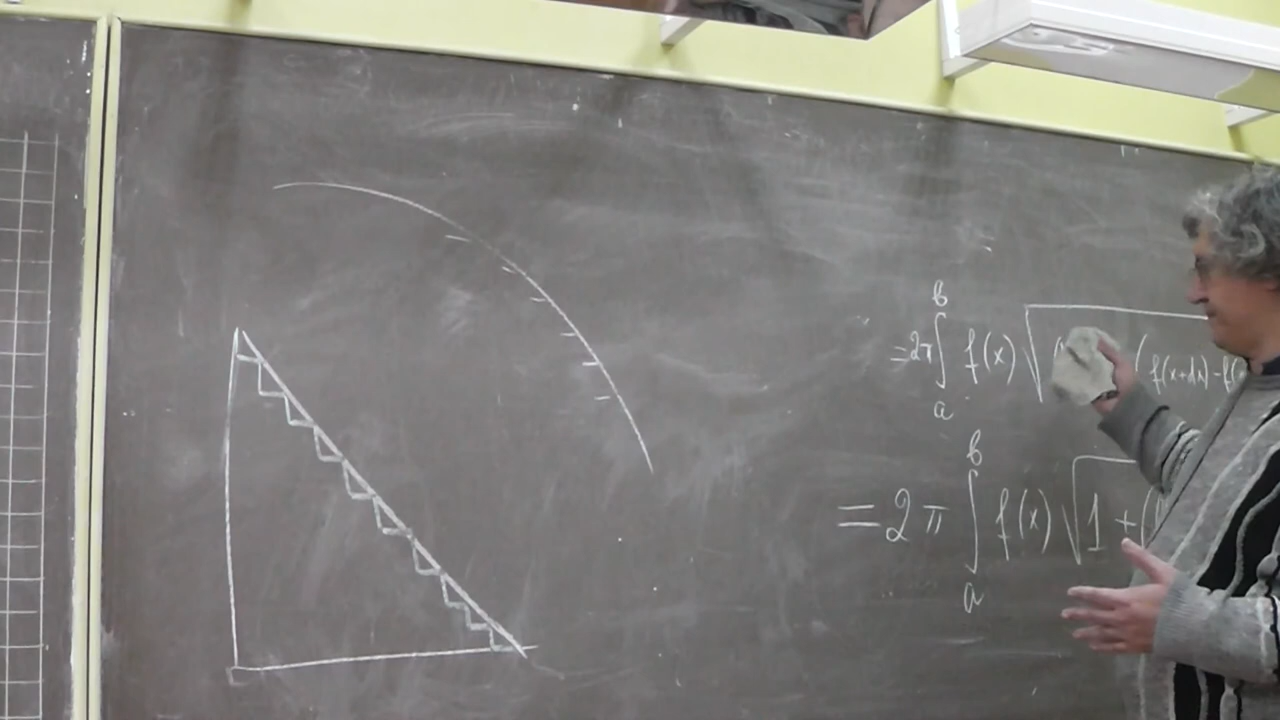 в
=2π∫ f(x)√ ( f(x+dx)-f(
a
в
=2π ∫ f(x)√1+(
a